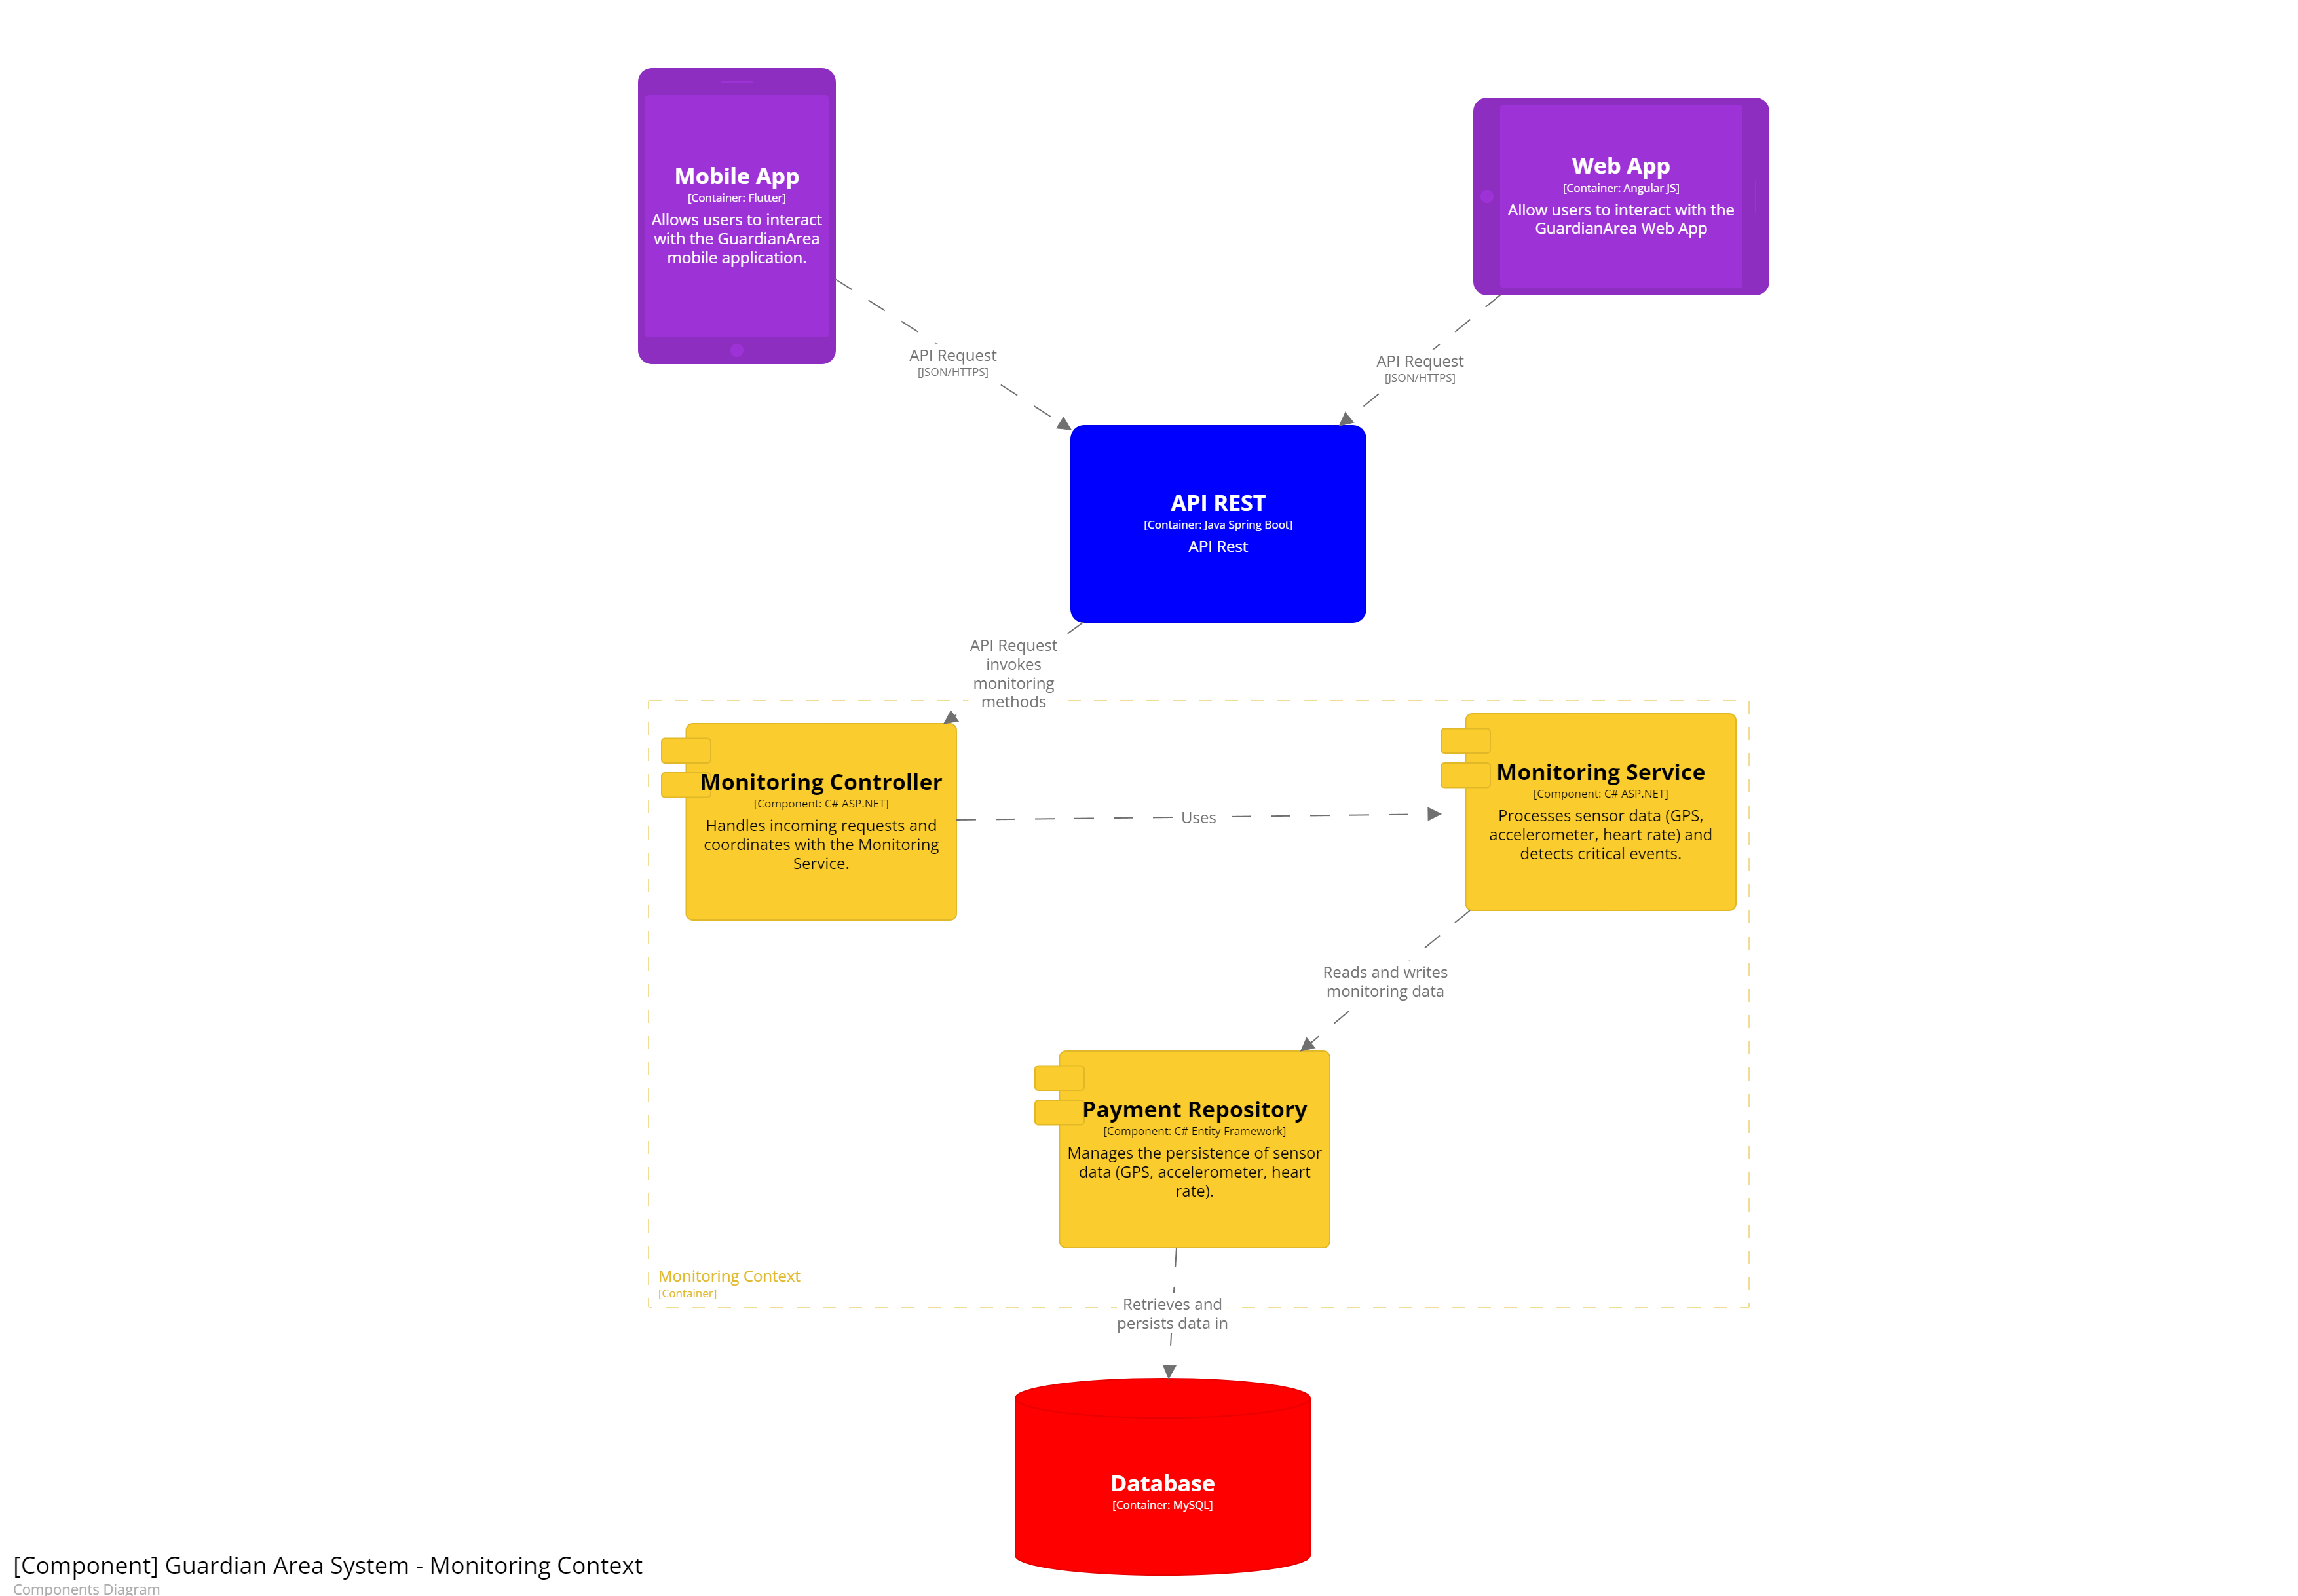 Mobile App
[Container: Flutter]
Allows users to interact
with the GuardianArea
mobile application.
Web App
[Container: Angular JS]
Allow users to interact with the
GuardianArea Web App
API Request
[JSON/HTTPS]
API Request
[JSON/HTTPS]
API REST
[Container: Java Spring Boot]
API Rest
API Request
invokes
monitoring
methods
Monitoring Controller
[Component: C# ASP.NET]
Handles incoming requests and
coordinates with the Monitoring
Service.
Uses
Monitoring Service
[Component: C# ASP.NET]
Processes sensor data (GPS,
accelerometer, heart rate) and
detects critical events.
Reads and writes
monitoring data
Payment Repository
[Component: C# Entity Framework]
Manages the persistence of sensor
data (GPS, accelerometer, heart
rate).
Monitoring Context
[Container]
Retrieves and
persists data in
Database
[Container: MySQL]
[Component] Guardian Area System - Monitoring Context
Components Diagram